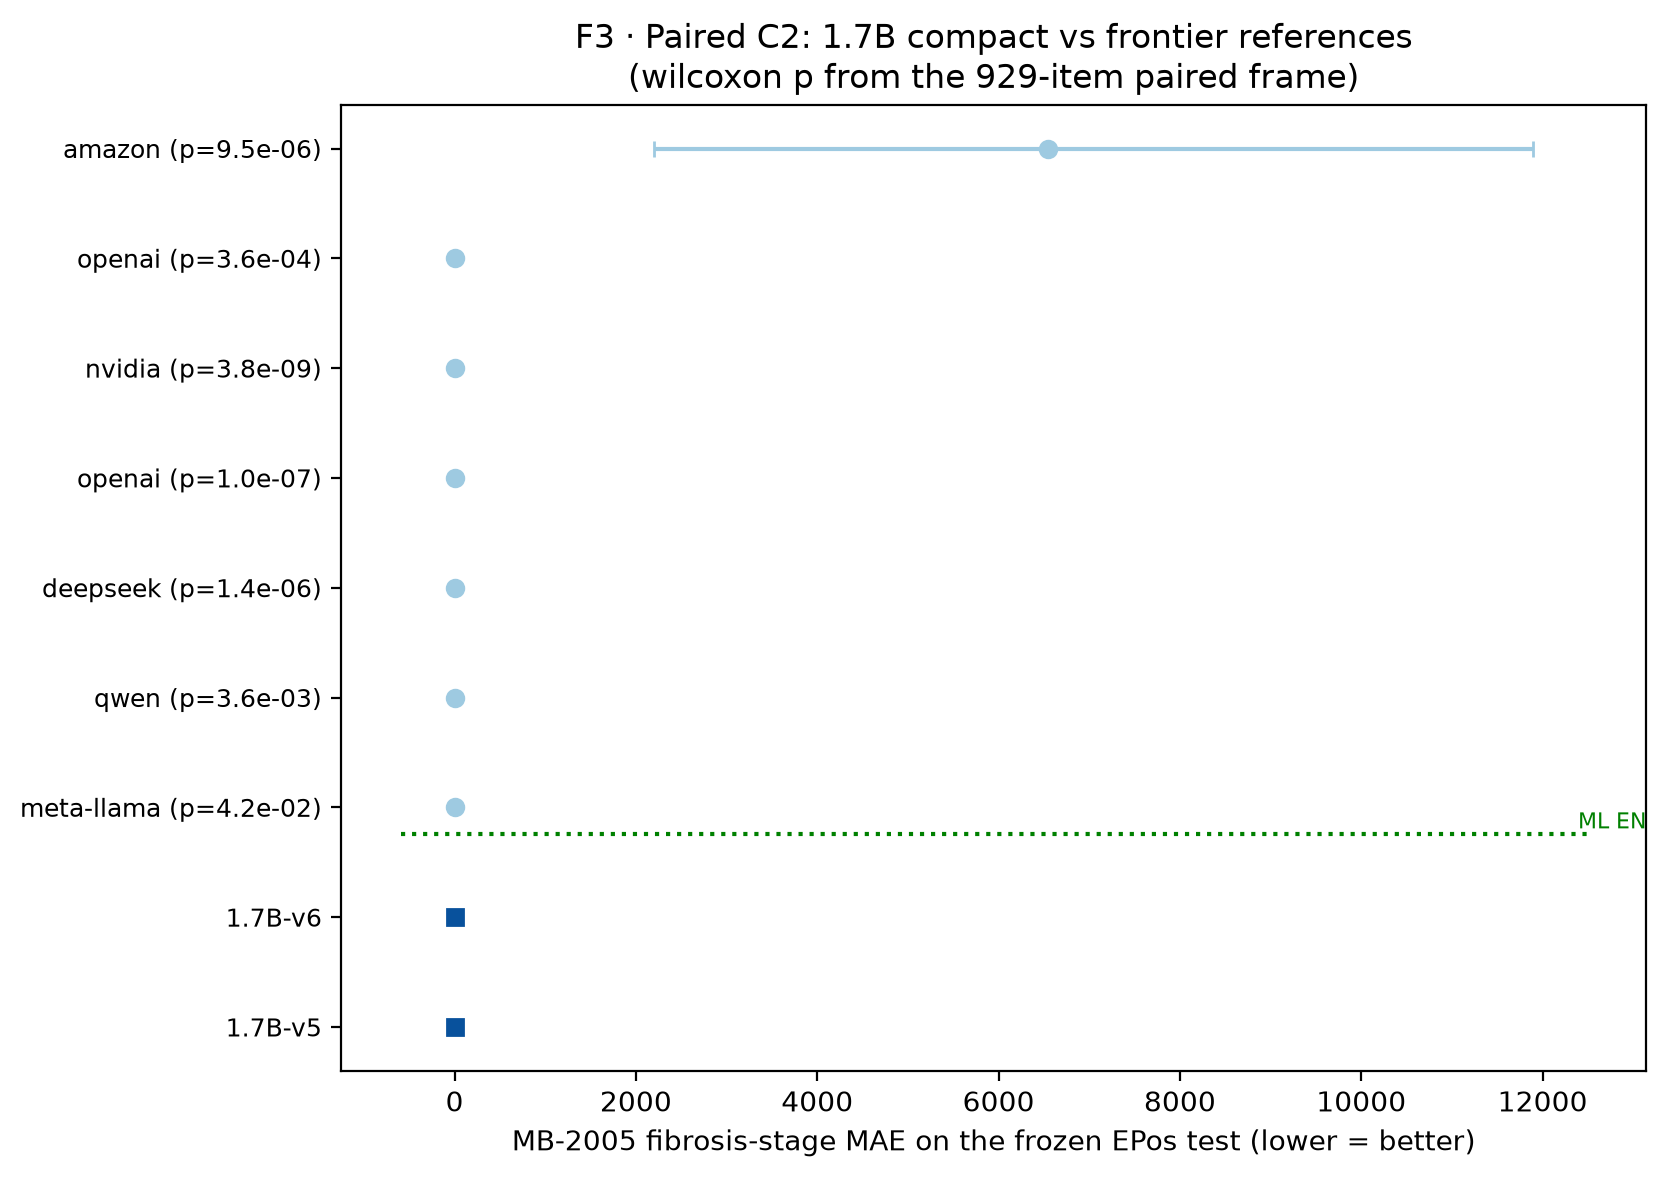 F3 · Paired C2: 1.7B compact vs frontier references
(wilcoxon p from the 929-item paired frame)
amazon (p=9.5e-06)
openai (p=3.6e-04)
nvidia (p=3.8e-09)
openai (p=1.0e-07)
deepseek (p=1.4e-06)
qwen (p=3.6e-03)
meta-llama (p=4.2e-02)
ML EN
1.7B-v6
1.7B-v5
0 2000 4000 6000 8000 10000 12000
MB-2005 fibrosis-stage MAE on the frozen EPos test (lower = better)